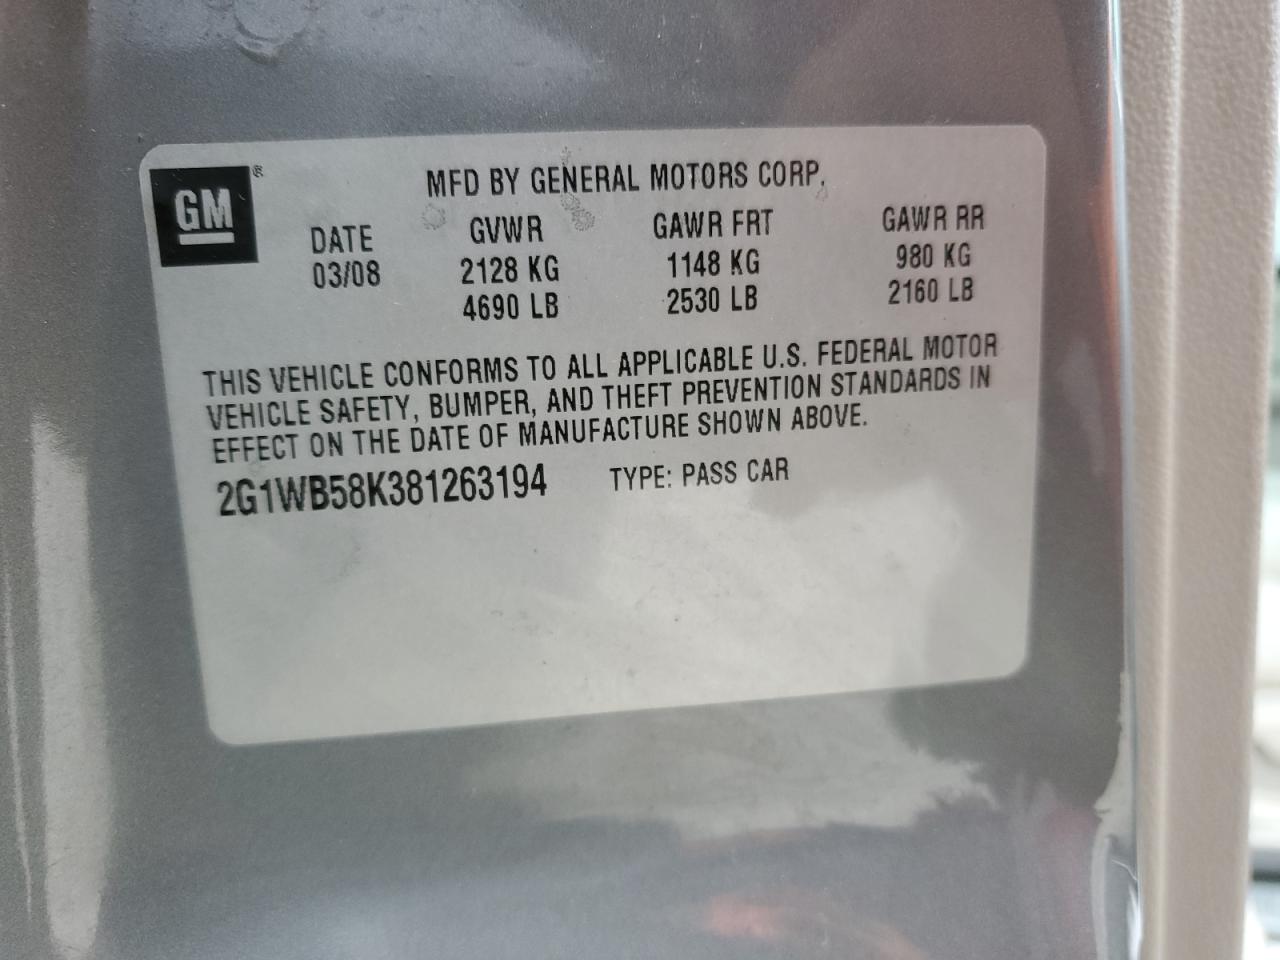 GM®
MFD BY GENERAL MOTORS CORP.
DATE GVWR GAWR FRT GAWR RR
03/08 2128 KG 1148 KG 980 KG
4690 LB 2530 LB 2160 LB
THIS VEHICLE CONFORMS TO ALL APPLICABLE U.S. FEDERAL MOTOR
VEHICLE SAFETY, BUMPER, AND THEFT PREVENTION STANDARDS IN
EFFECT ON THE DATE OF MANUFACTURE SHOWN ABOVE.
2G1WB58K381263194 TYPE: PASS CAR